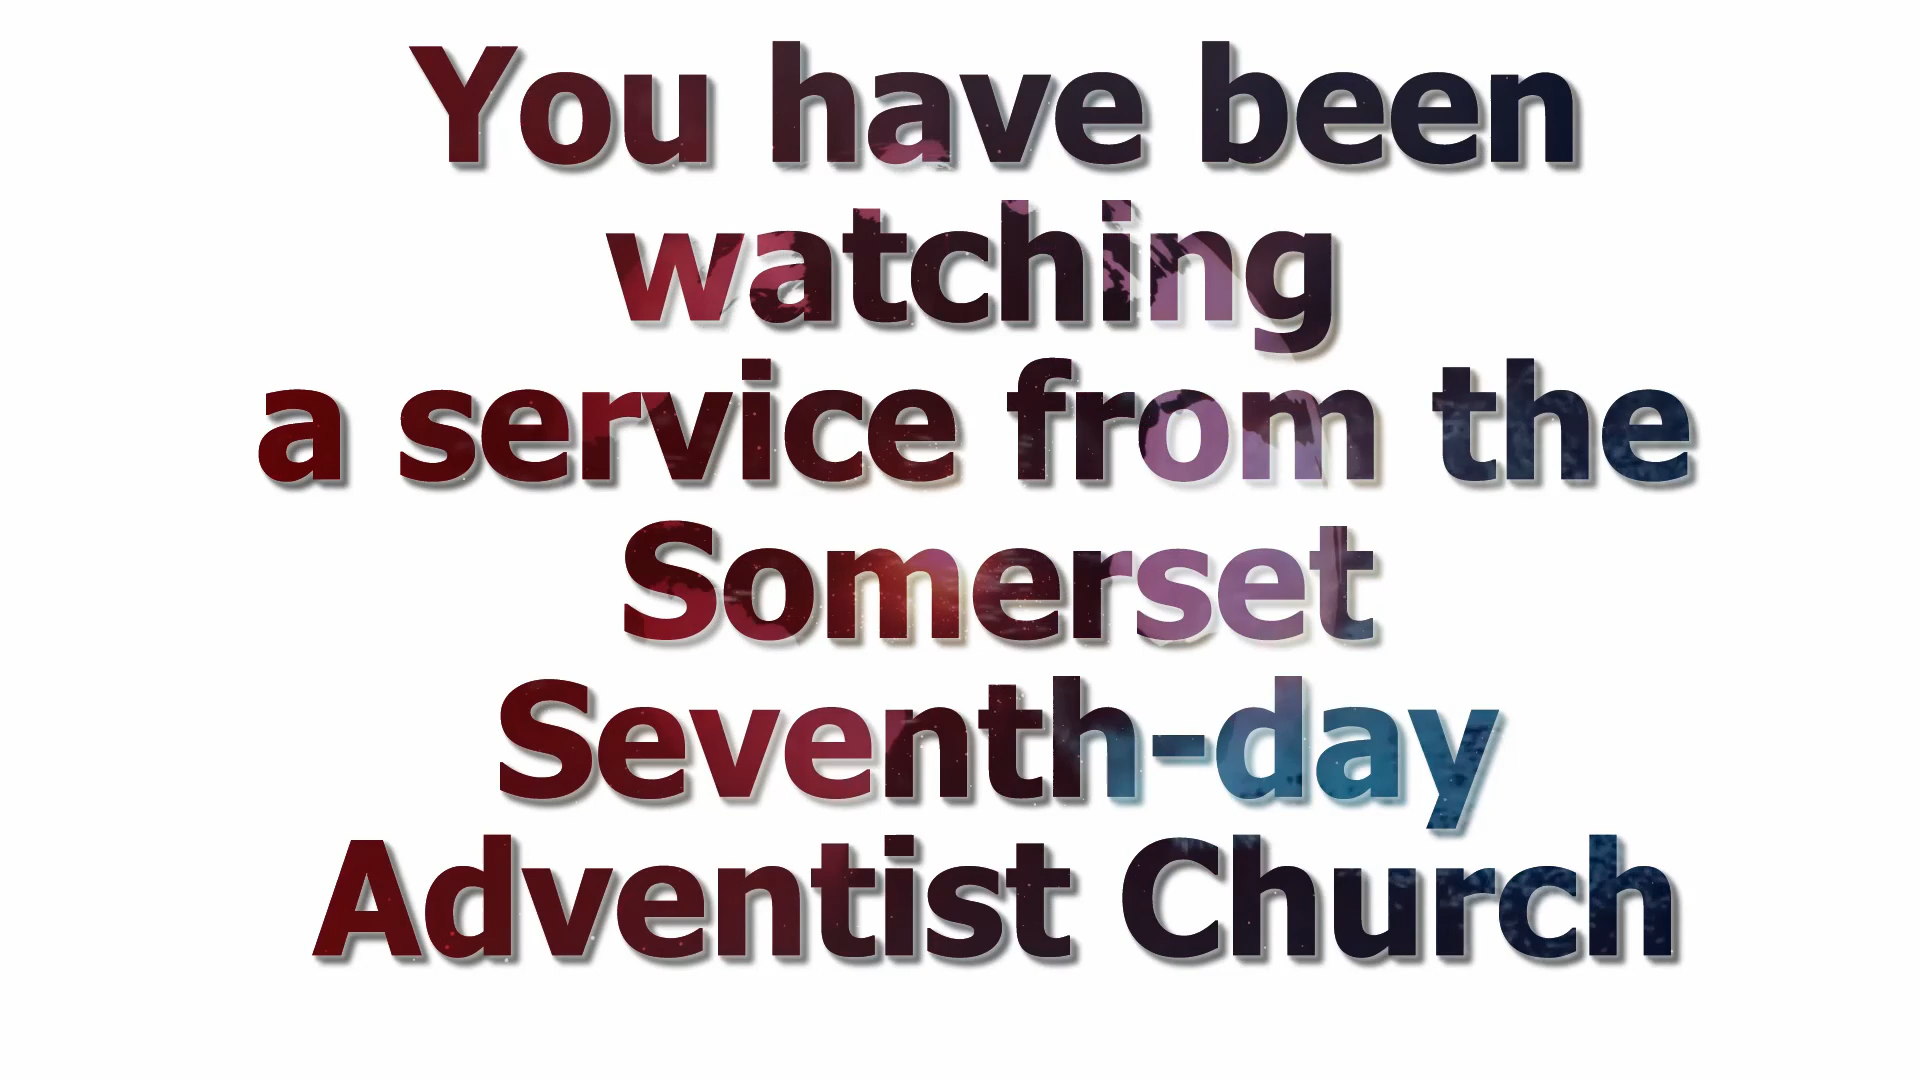 You have been
watching
a service from the
Somerset
Seventh-day
Adventist Church